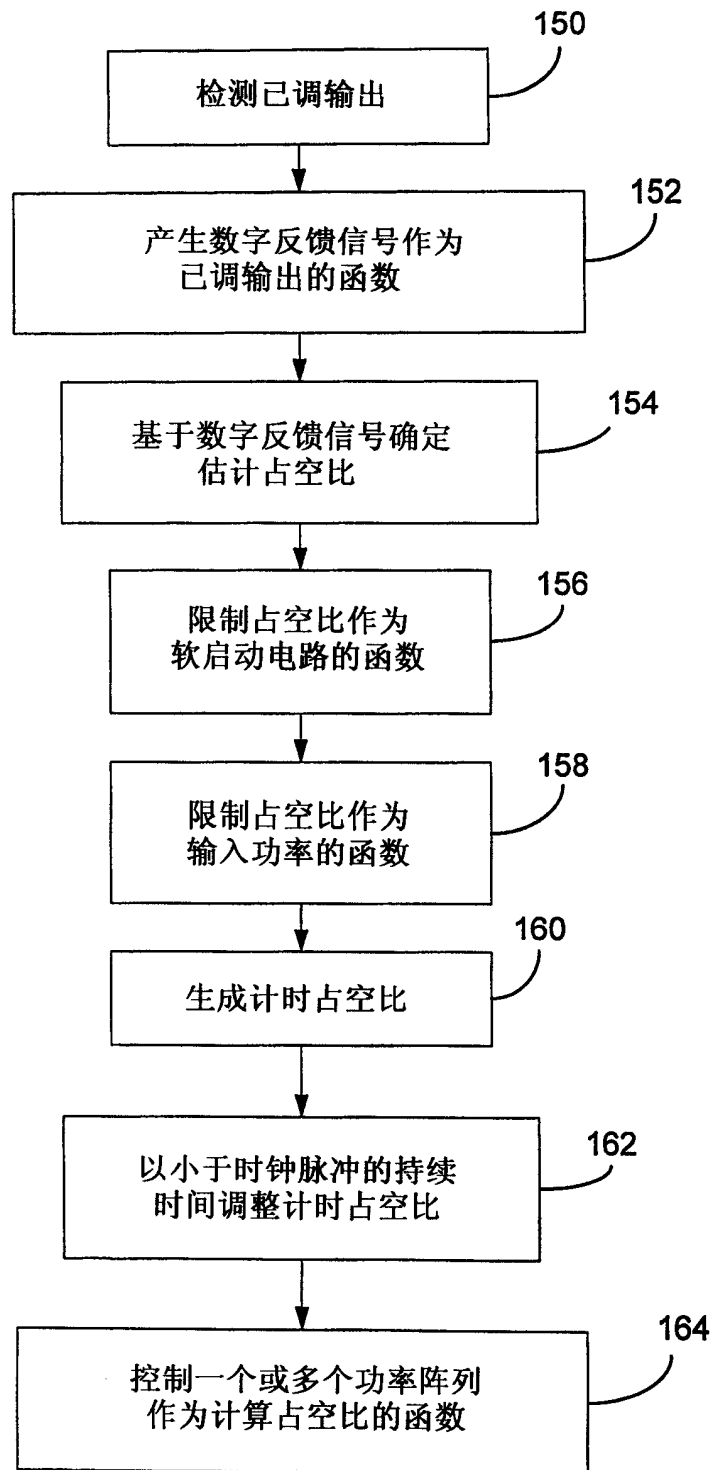 150
检测已调输出
152
产生数字反馈信号作为
已调输出的函数
154
基于数字反馈信号确定
估计占空比
156
限制占空比作为
软启动电路的函数
158
限制占空比作为
输入功率的函数
160
生成计时占空比
162
以小于时钟脉冲的持续
时间调整计时占空比
164
控制一个或多个功率阵列
作为计算占空比的函数